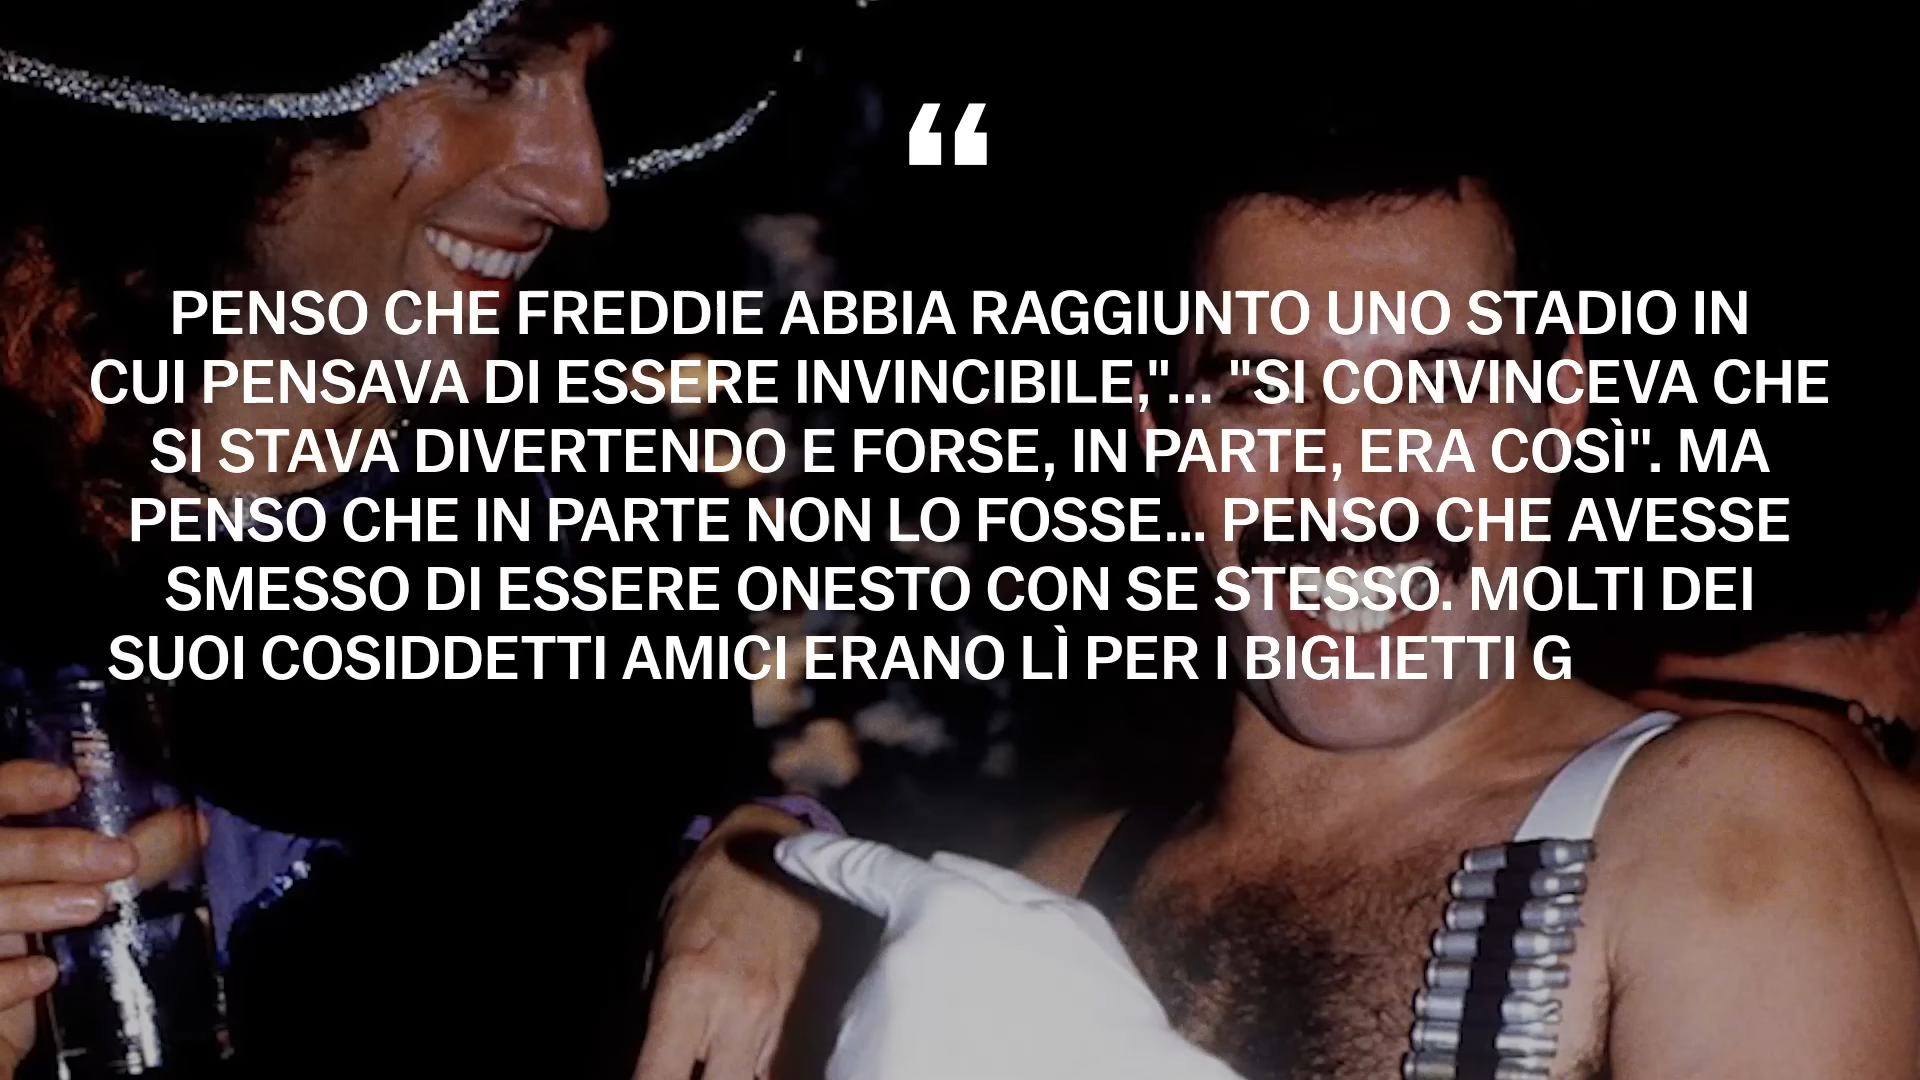 “
PENSO CHE FREDDIE ABBIA RAGGIUNTO UNO STADIO IN
CUI PENSAVA DI ESSERE INVINCIBILE,"... "SI CONVINCEVA CHE
SI STAVA DIVERTENDO E FORSE, IN PARTE, ERA COSÌ". MA
PENSO CHE IN PARTE NON LO FOSSE... PENSO CHE AVESSE
SMESSO DI ESSERE ONESTO CON SE STESSO. MOLTI DEI
SUOI COSIDDETTI AMICI ERANO LÌ PER I BIGLIETTI G